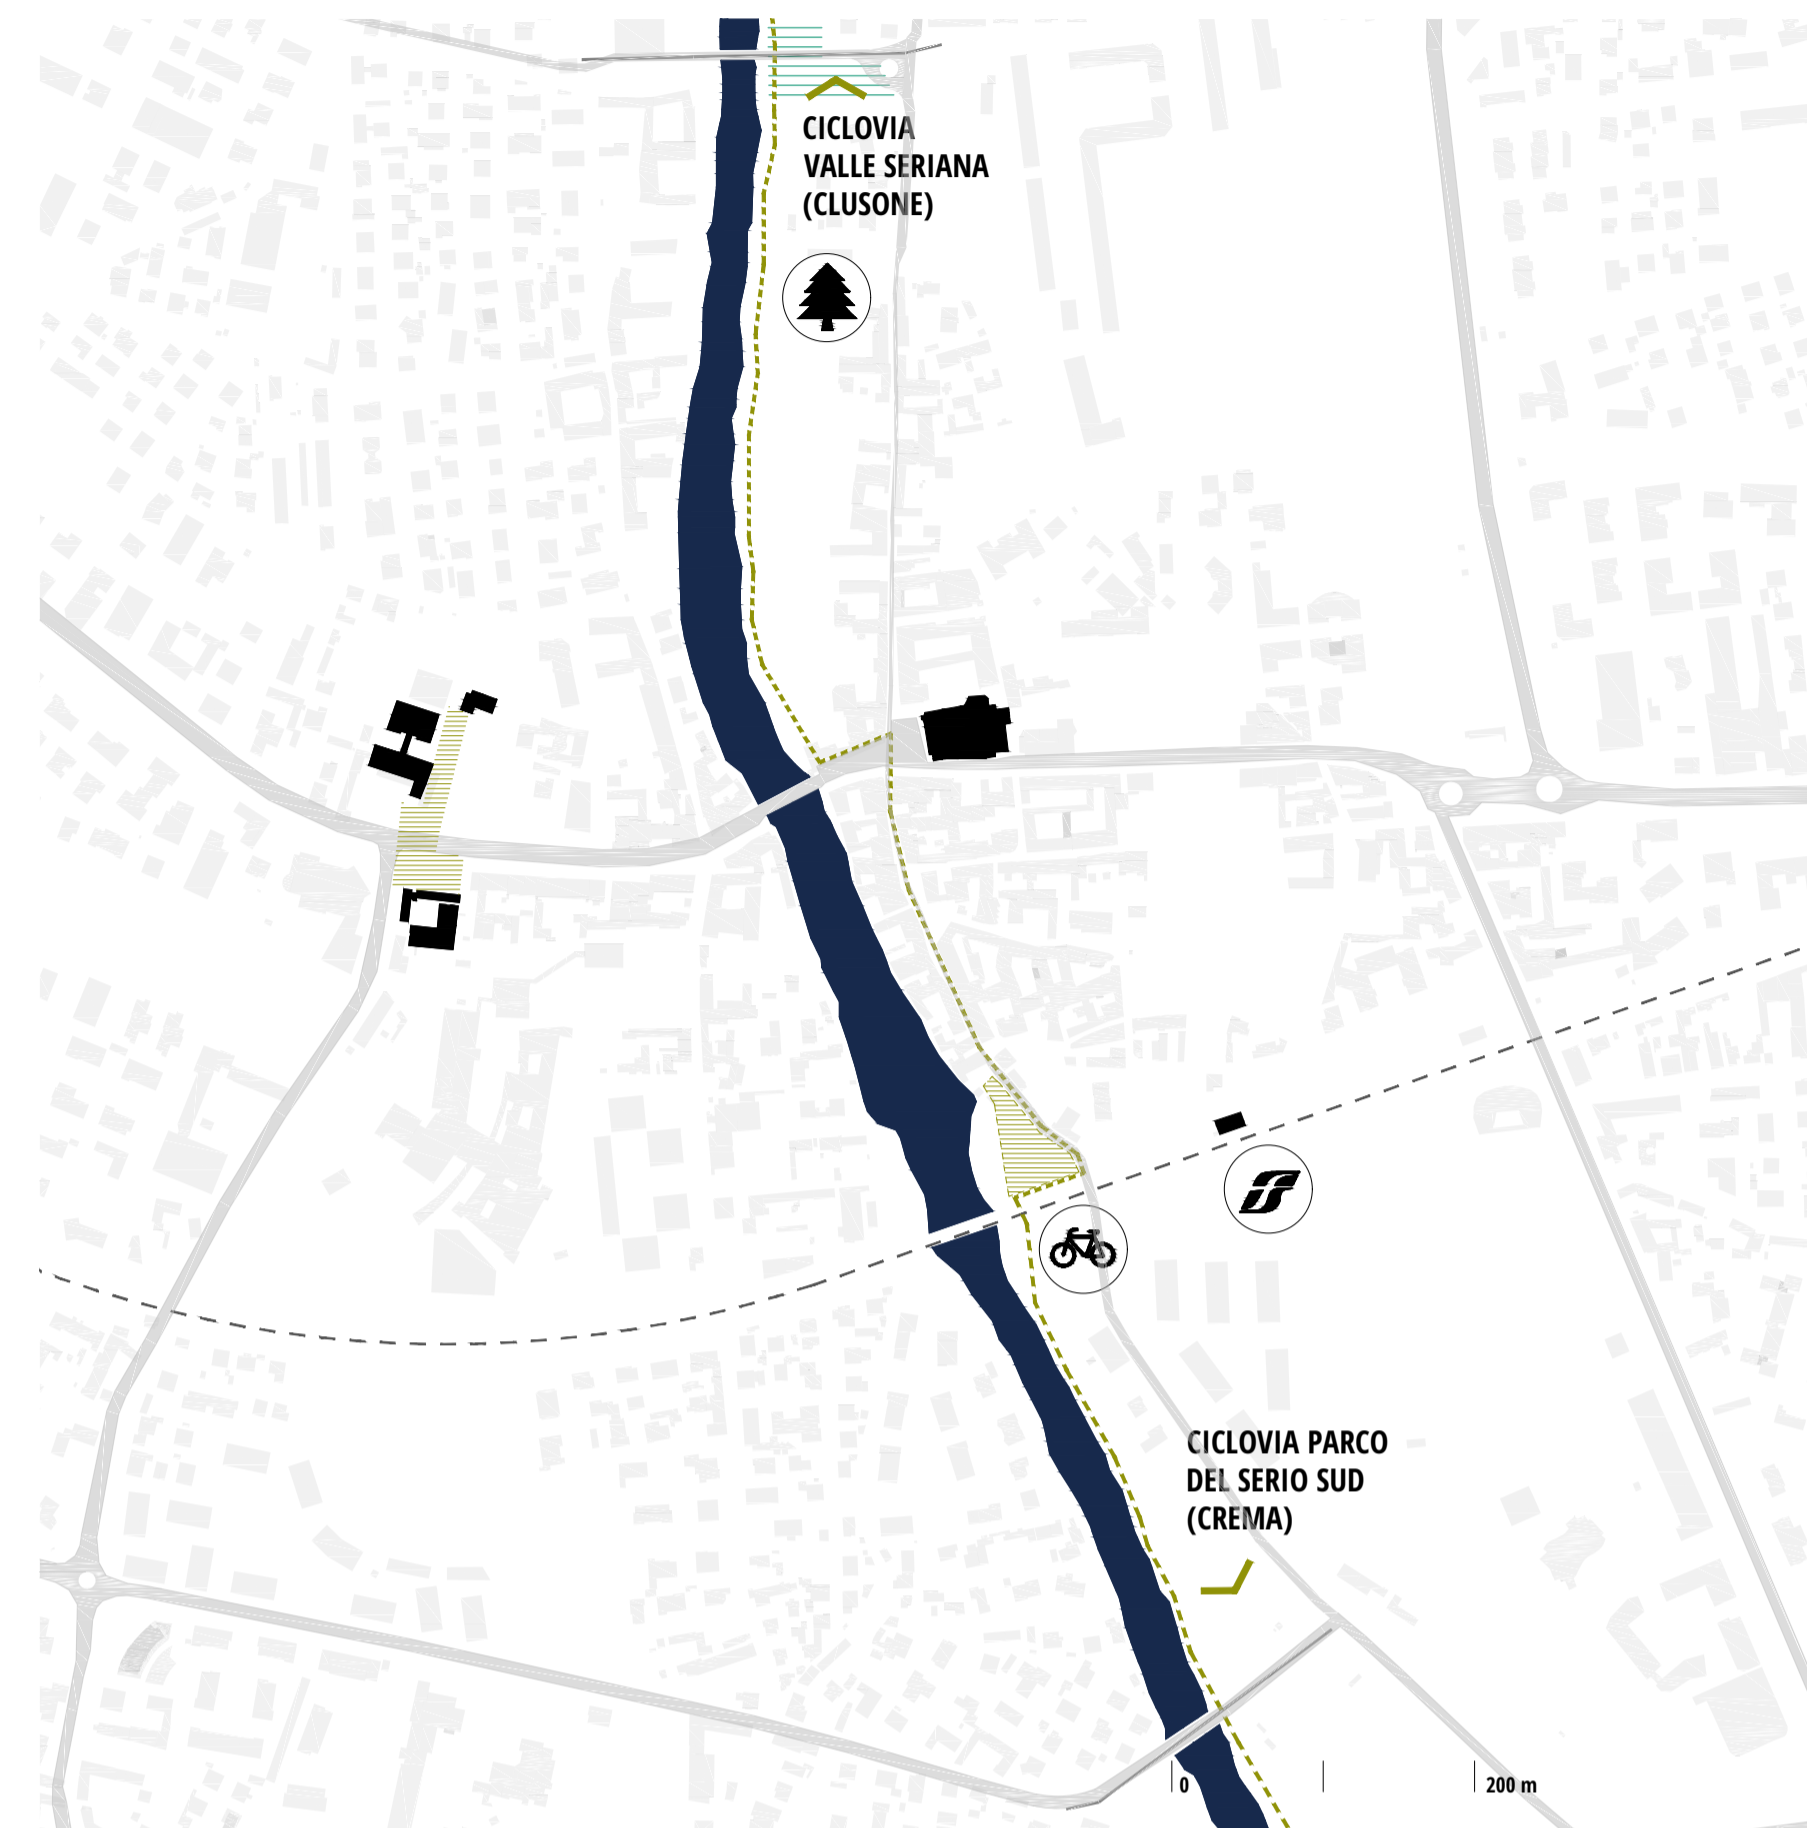 CICLOVIA
VALLE SERIANA
(CLUSONE)
CICLOVIA PARCO
DEL SERIO SUD
(CREMA)
0
200 m